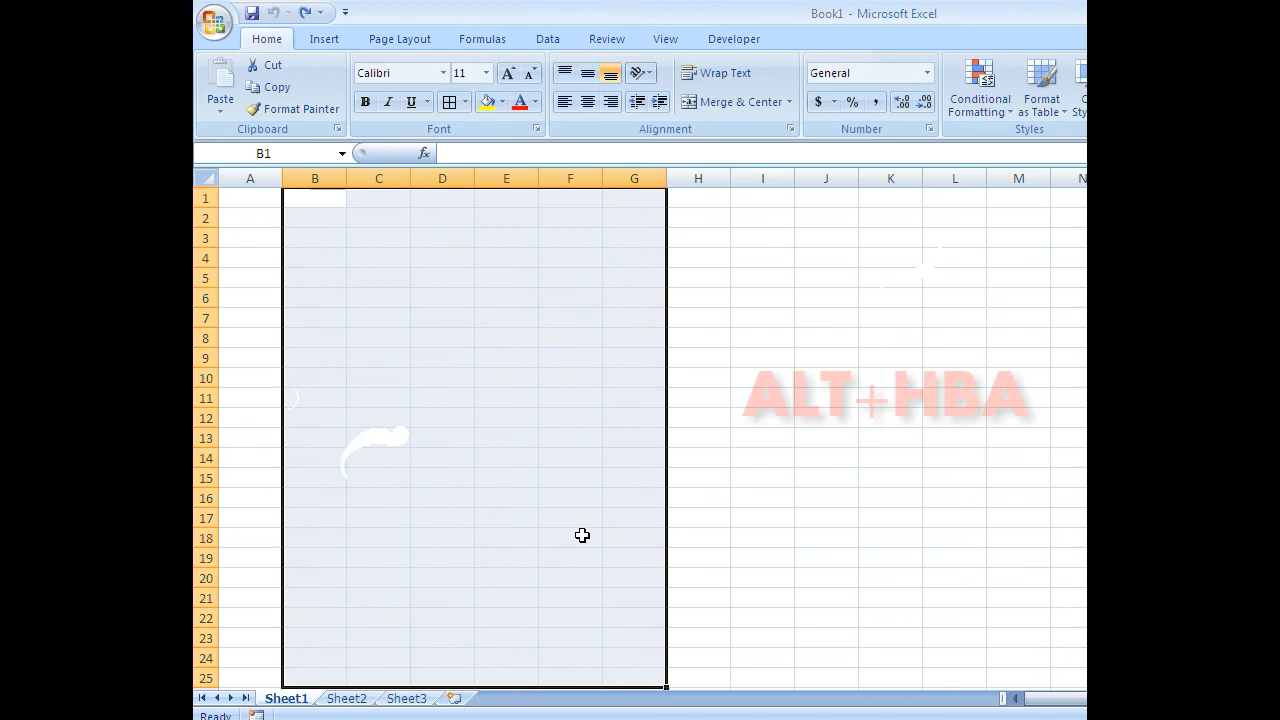 Book1 - Microsoft Excel
Home Insert Page Layout Formulas Data Review View Developer
Paste
Cut
Copy
Format Painter
Clipboard
Calibri 11
B I U A
Font
Wrap Text
Merge & Center
Alignment
General
$ % ,
Number
Conditional Formatting
Format as Table
Styles
B1 fx
A B C D E F G H I J K L M N
1
2
3
4
5
6
7
8
9
10
11
12
13
14
15
16
17
18
19
20
21
22
23
24
25
ALT+HBA
Sheet1 Sheet2 Sheet3
Ready